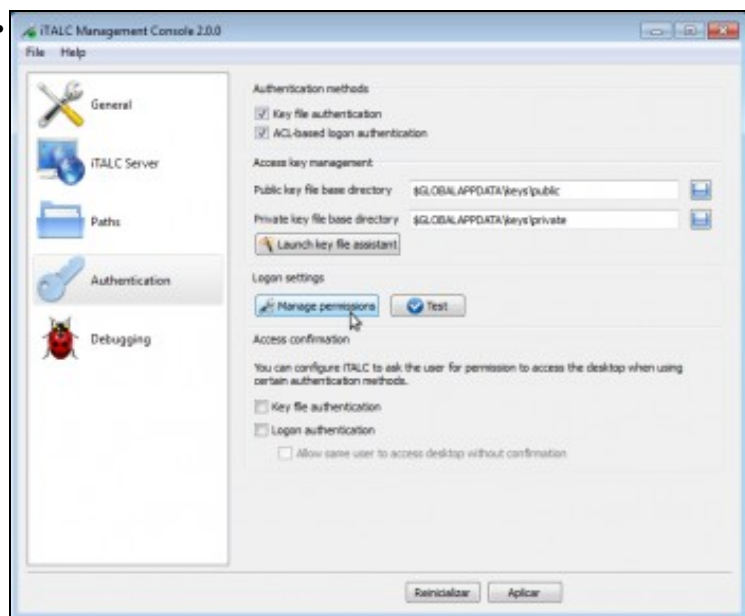 iTALC Management Console 2.0.0
File Help
General
iTALC Server
Paths
Authentication
Debugging
Authentication methods
Key file authentication
ACL-based logon authentication
Access key management
Public key file base directory $GLOBALAPPDATA\keys\public
Private key file base directory $GLOBALAPPDATA\keys\private
Launch key file assistant
Logon settings
Manage permissions Test
Access confirmation
You can configure iTALC to ask the user for permission to access the desktop when using
certain authentication methods.
Key file authentication
Logon authentication
Allow same user to access desktop without confirmation
Reinicializar Aplicar